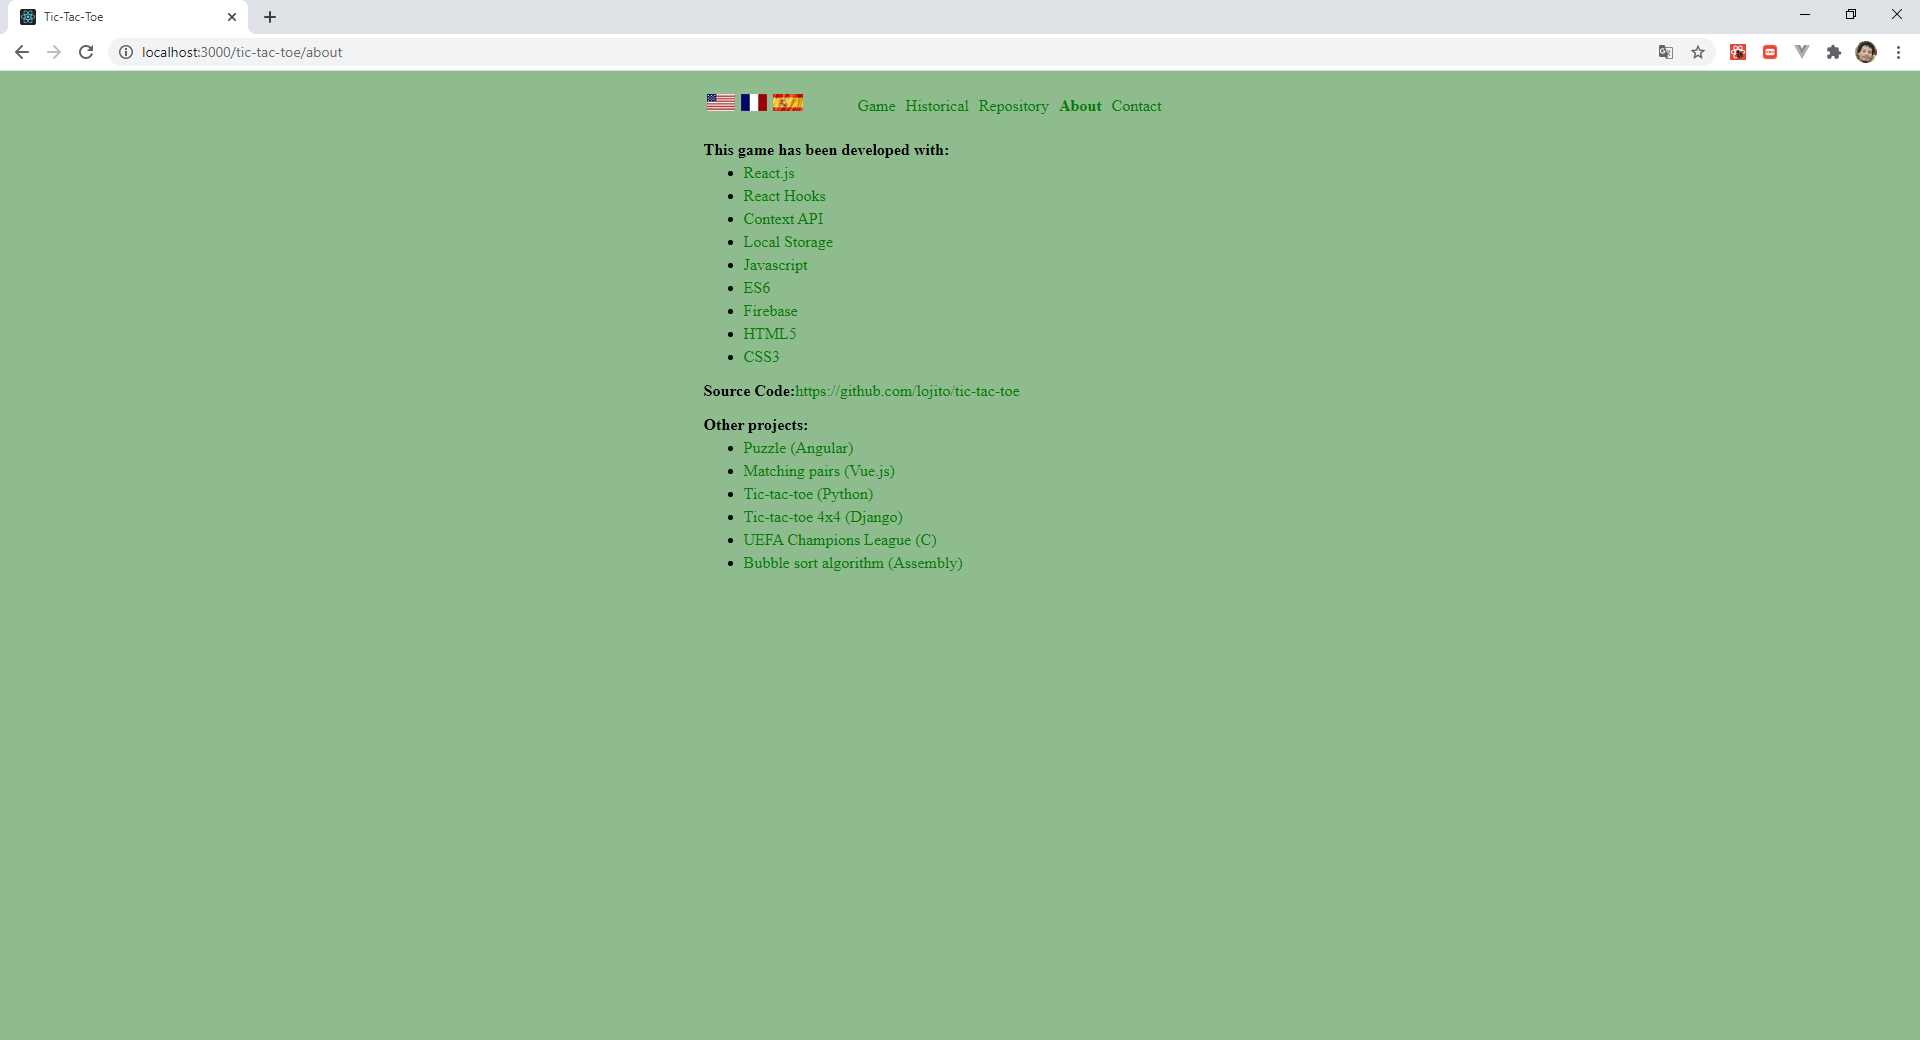 Tic-Tac-Toe
localhost:3000/tic-tac-toe/about
Game Historical Repository About Contact
This game has been developed with:
React.js
React Hooks
Context API
Local Storage
Javascript
ES6
Firebase
HTML5
CSS3
Source Code:https://github.com/lojito/tic-tac-toe
Other projects:
Puzzle (Angular)
Matching pairs (Vue.js)
Tic-tac-toe (Python)
Tic-tac-toe 4x4 (Django)
UEFA Champions League (C)
Bubble sort algorithm (Assembly)